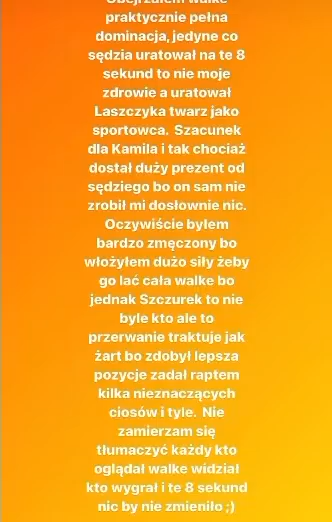 Obejrzałem walke
praktycznie pełna
dominacja, jedyne co
sędzia uratował na te 8
sekund to nie moje
zdrowie a uratował
Laszczyka twarz jako
sportowca. Szacunek
dla Kamila i tak chociaż
dostał duży prezent od
sędziego bo on sam nie
zrobił mi dosłownie nic.
Oczywiście byłem
bardzo zmęczony bo
włożyłem dużo siły żeby
go lać cała walke bo
jednak Szczurek to nie
byle kto ale to
przerwanie traktuje jak
żart bo zdobył lepsza
pozycje zadał raptem
kilka nieznaczących
ciosów i tyle. Nie
zamierzam się
tłumaczyć każdy kto
oglądał walke widział
kto wygrał i te 8 sekund
nic by nie zmieniło ;)